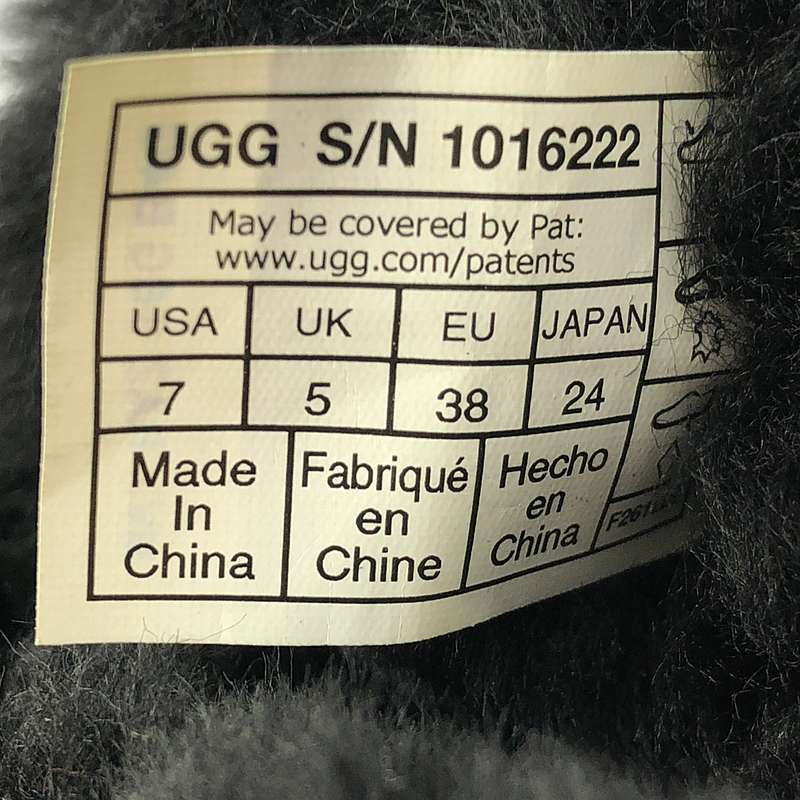 UGG S/N 1016222
May be covered by Pat:
www.ugg.com/patents
USA UK EU JAPAN
7 5 38 24
Made
In
China
Fabriqué
en
Chine
Hecho
en
China